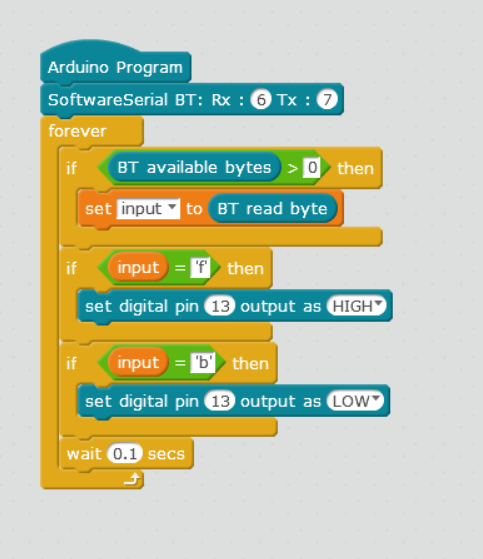 Arduino Program
SoftwareSerial BT: Rx : 6 Tx : 7
forever
if BT available bytes > 0 then
set input to BT read byte
if input = 'f' then
set digital pin 13 output as HIGH
if input = 'b' then
set digital pin 13 output as LOW
wait 0.1 secs